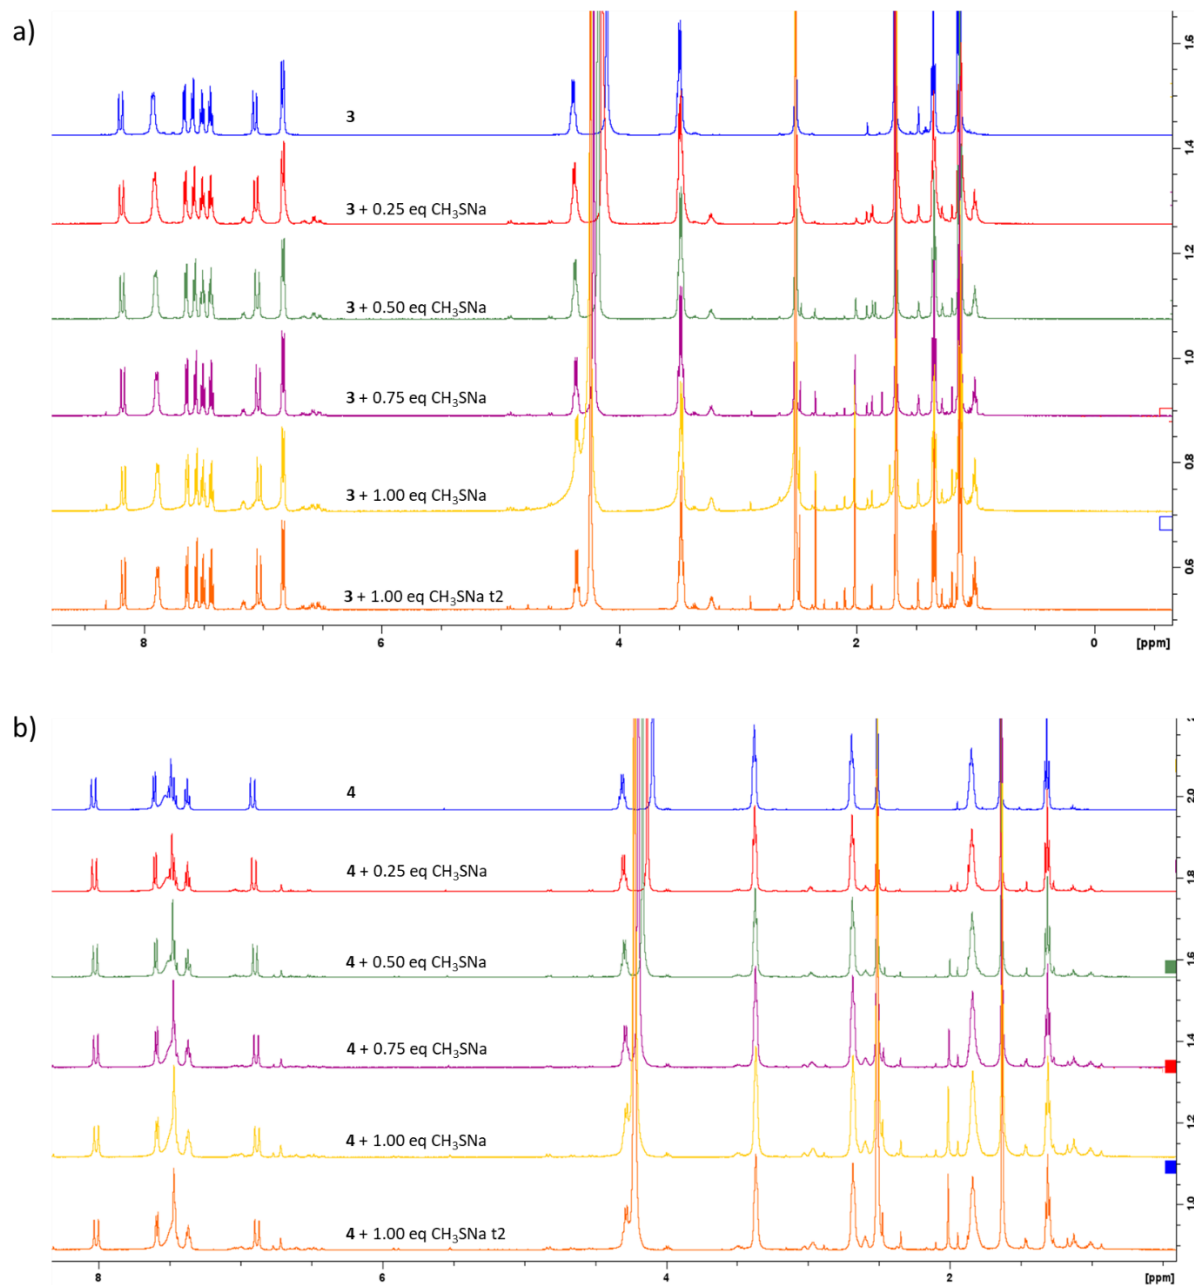 a)
3
3 + 0.25 eq CH₃SNa
3 + 0.50 eq CH₃SNa
3 + 0.75 eq CH₃SNa
3 + 1.00 eq CH₃SNa
3 + 1.00 eq CH₃SNa t2
1.6
1.4
1.2
1.0
0.8
0.6
8 6 4 2 0 [ppm]
b)
4
4 + 0.25 eq CH₃SNa
4 + 0.50 eq CH₃SNa
4 + 0.75 eq CH₃SNa
4 + 1.00 eq CH₃SNa
4 + 1.00 eq CH₃SNa t2
2.0
1.8
1.6
1.4
1.2
1.0
8 6 4 2 [ppm]